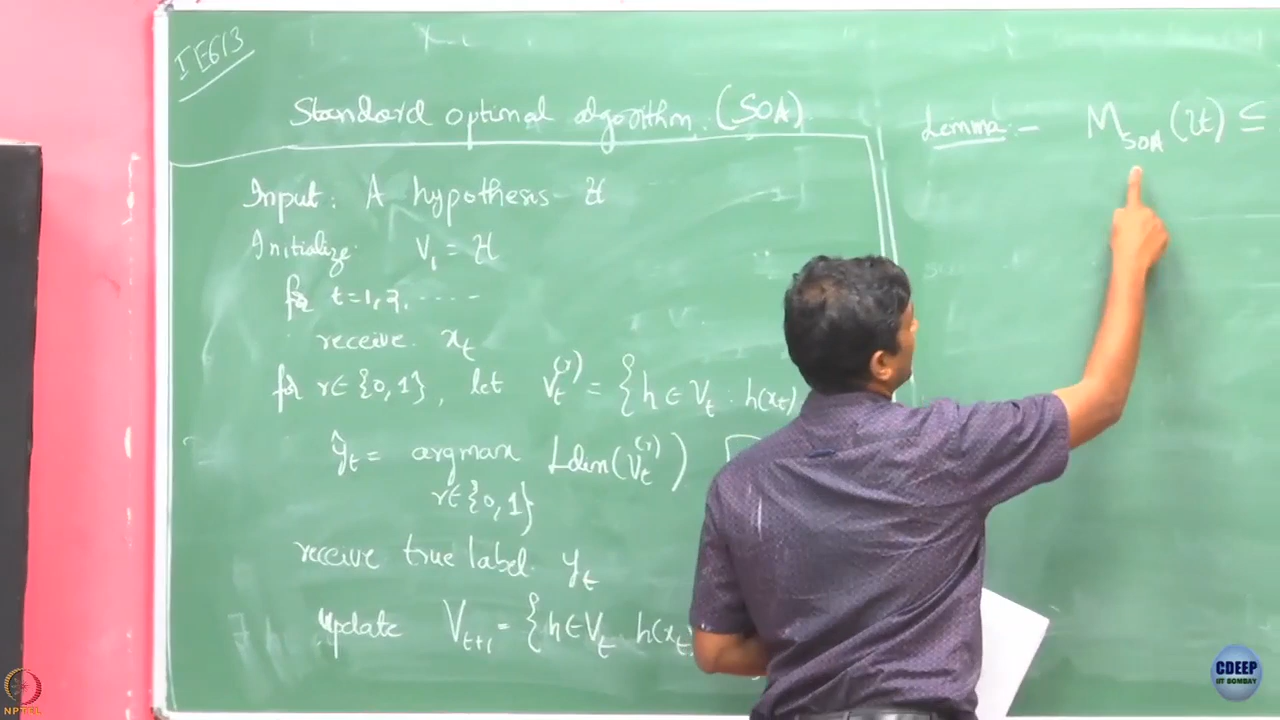 IE613
Standard optimal algorithm. (SOA)
Input: A hypothesis ℋ
Initialize: V₁ = ℋ
for t=1,2,.....
receive xₜ
for r∈{0,1}, let Vₜ⁽ʳ⁾ = {h∈Vₜ : h(xₜ)
ŷₜ = argmax Ldim(Vₜ⁽ʳ⁾)
r∈{0,1}
receive true label yₜ
update Vₜ₊₁ = {h∈Vₜ h(xₜ)
Lemma:- M_SOA(ℋ) ≤
NPTEL
CDEEP
IIT BOMBAY